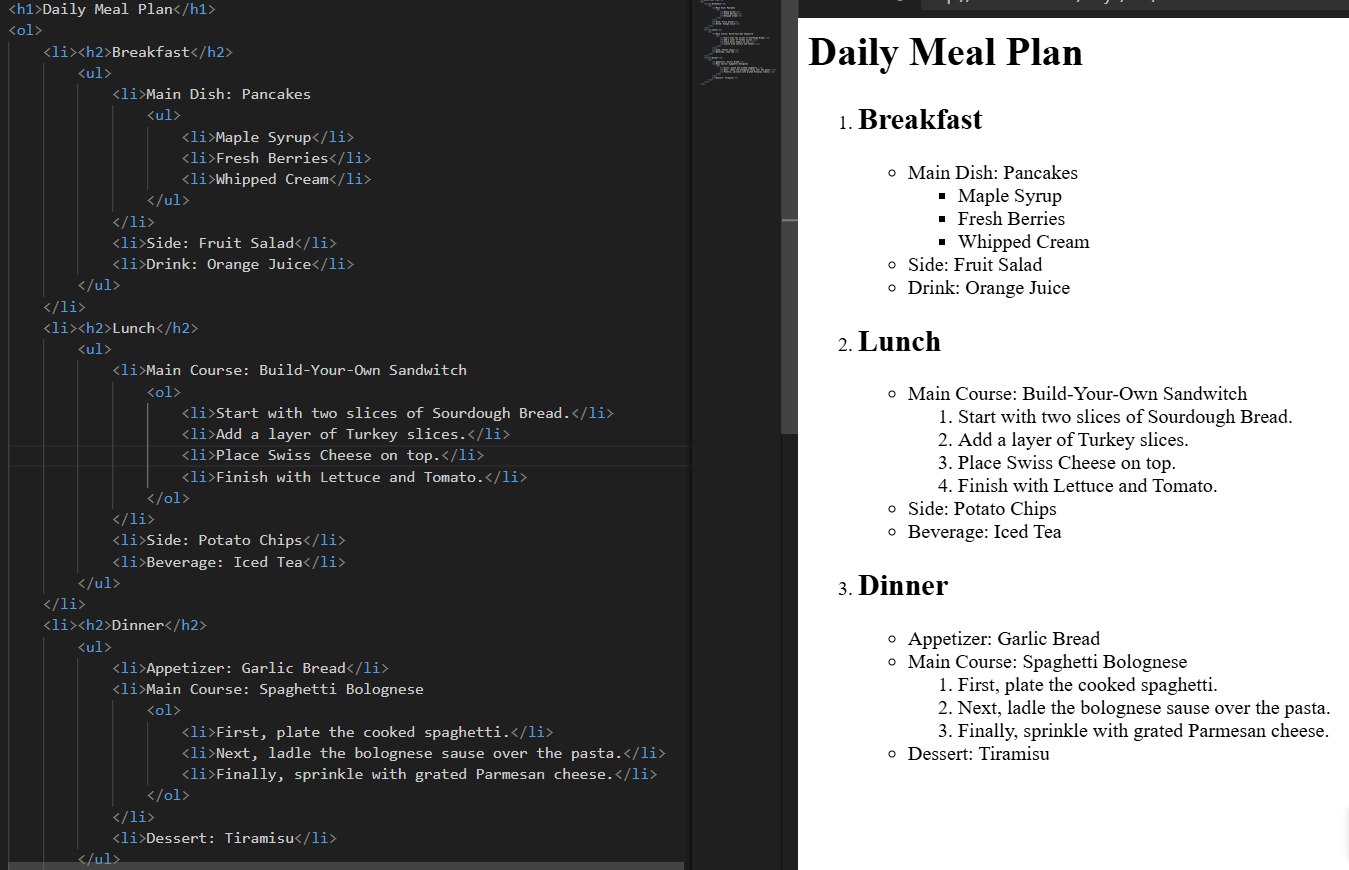 <h1>Daily Meal Plan</h1>
<ol>
<li><h2>Breakfast</h2>
<ul>
<li>Main Dish: Pancakes
<ul>
<li>Maple Syrup</li>
<li>Fresh Berries</li>
<li>Whipped Cream</li>
</ul>
</li>
<li>Side: Fruit Salad</li>
<li>Drink: Orange Juice</li>
</ul>
</li>
<li><h2>Lunch</h2>
<ul>
<li>Main Course: Build-Your-Own Sandwitch
<ol>
<li>Start with two slices of Sourdough Bread.</li>
<li>Add a layer of Turkey slices.</li>
<li>Place Swiss Cheese on top.</li>
<li>Finish with Lettuce and Tomato.</li>
</ol>
</li>
<li>Side: Potato Chips</li>
<li>Beverage: Iced Tea</li>
</ul>
</li>
<li><h2>Dinner</h2>
<ul>
<li>Appetizer: Garlic Bread</li>
<li>Main Course: Spaghetti Bolognese
<ol>
<li>First, plate the cooked spaghetti.</li>
<li>Next, ladle the bolognese sause over the pasta.</li>
<li>Finally, sprinkle with grated Parmesan cheese.</li>
</ol>
</li>
<li>Dessert: Tiramisu</li>
</ul>
Daily Meal Plan
1. Breakfast
Main Dish: Pancakes
Maple Syrup
Fresh Berries
Whipped Cream
Side: Fruit Salad
Drink: Orange Juice
2. Lunch
Main Course: Build-Your-Own Sandwitch
1. Start with two slices of Sourdough Bread.
2. Add a layer of Turkey slices.
3. Place Swiss Cheese on top.
4. Finish with Lettuce and Tomato.
Side: Potato Chips
Beverage: Iced Tea
3. Dinner
Appetizer: Garlic Bread
Main Course: Spaghetti Bolognese
1. First, plate the cooked spaghetti.
2. Next, ladle the bolognese sause over the pasta.
3. Finally, sprinkle with grated Parmesan cheese.
Dessert: Tiramisu